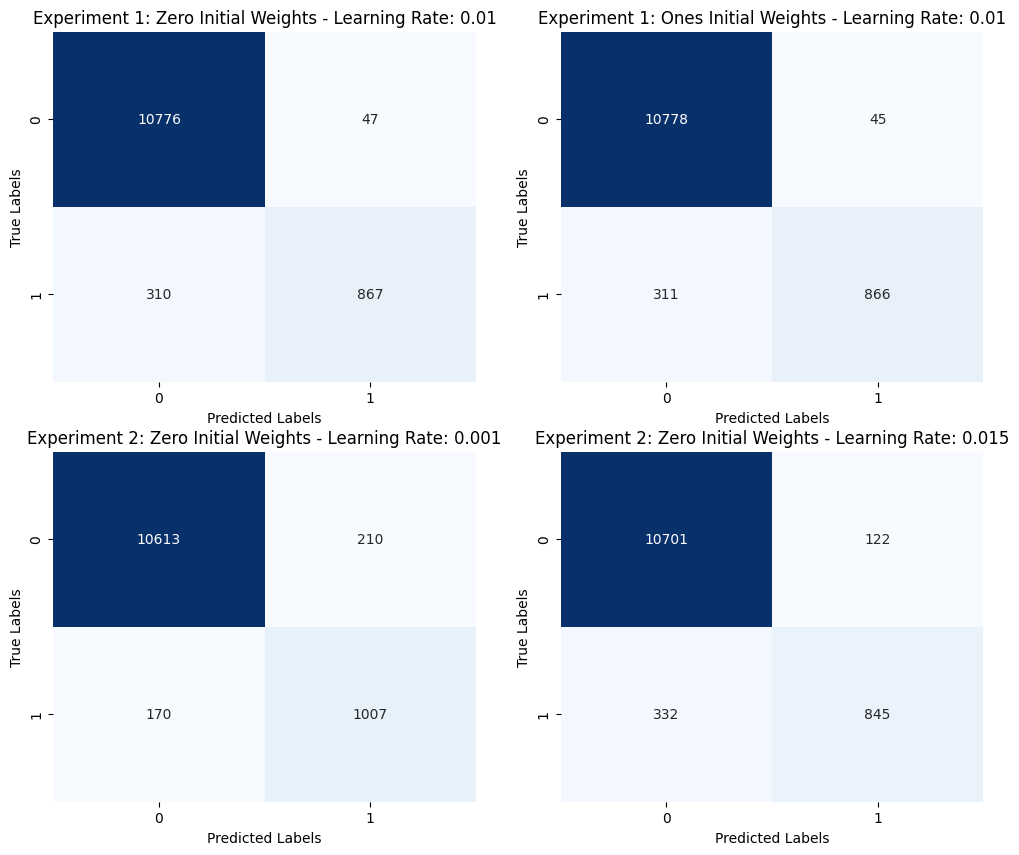 Experiment 1: Zero Initial Weights - Learning Rate: 0.01
0
10776
47
True Labels
1
310
867
0
1
Predicted Labels
Experiment 1: Ones Initial Weights - Learning Rate: 0.01
0
10778
45
True Labels
1
311
866
0
1
Predicted Labels
Experiment 2: Zero Initial Weights - Learning Rate: 0.001
0
10613
210
True Labels
1
170
1007
0
1
Predicted Labels
Experiment 2: Zero Initial Weights - Learning Rate: 0.015
0
10701
122
True Labels
1
332
845
0
1
Predicted Labels